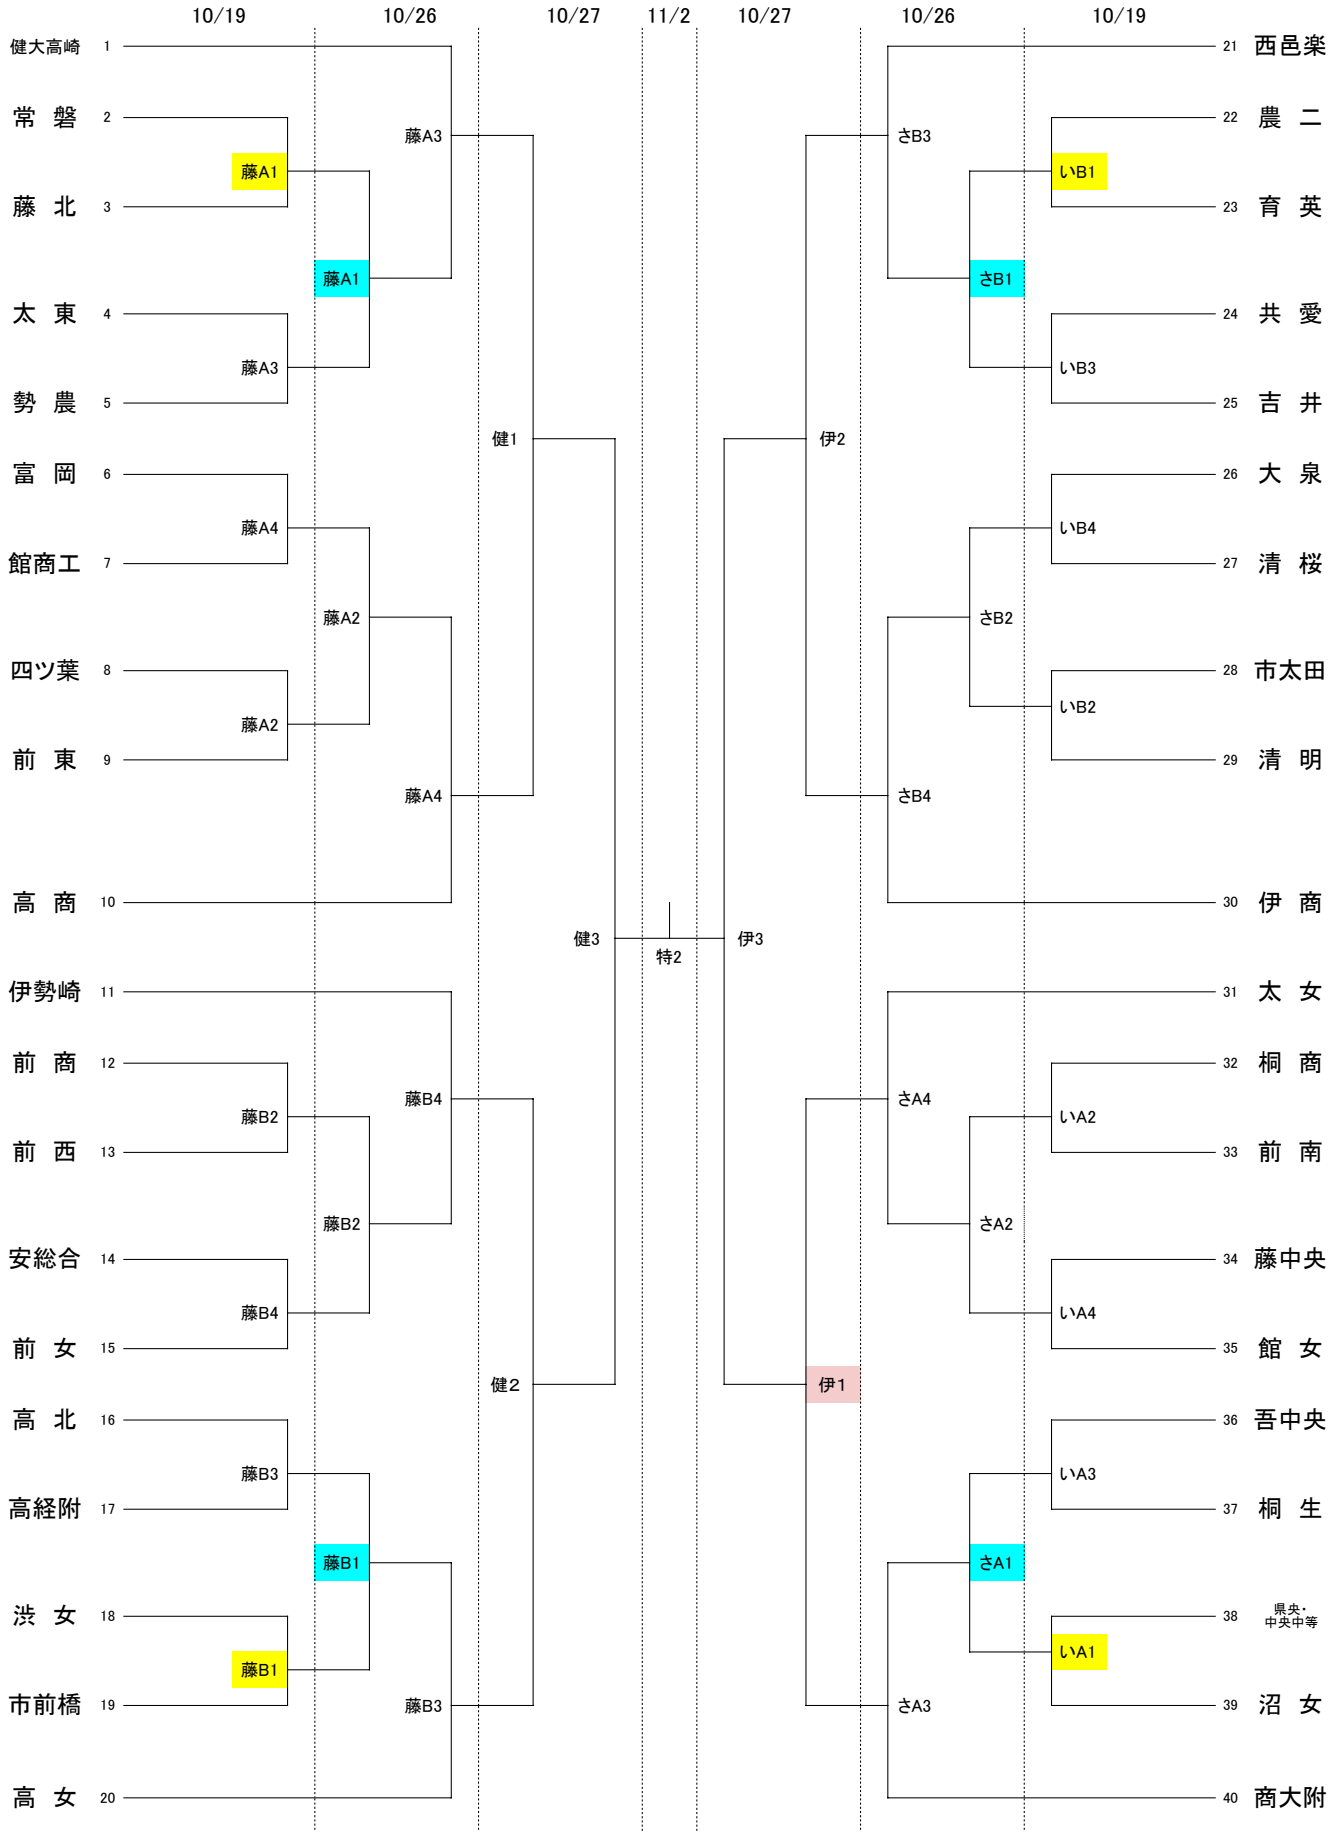 10/19 10/26 10/27 11/2 10/27 10/26 10/19
健大高崎 1 21 西邑楽
常磐 2 22 農二
藤A3 さB3
藤A1 いB1
藤北 3 23 育英
藤A1 さB1
太東 4 24 共愛
藤A3 いB3
勢農 5 25 吉井
健1 伊2
富岡 6 26 大泉
藤A4 いB4
館商工 7 27 清桜
藤A2 さB2
四ツ葉 8 28 市太田
藤A2 いB2
前東 9 29 清明
藤A4 さB4
高商 10 30 伊商
健3 特2 伊3
伊勢崎 11 31 太女
前商 12 32 桐商
藤B4 さA4
藤B2 いA2
前西 13 33 前南
藤B2 さA2
安総合 14 34 藤中央
藤B4 いA4
前女 15 35 館女
健2 伊1
高北 16 36 吾中央
藤B3 いA3
高経附 17 37 桐生
藤B1 さA1
渋女 18 38 県央・
中央中等
藤B1 いA1
市前橋 19 39 沼女
藤B3 さA3
高女 20 40 商大附